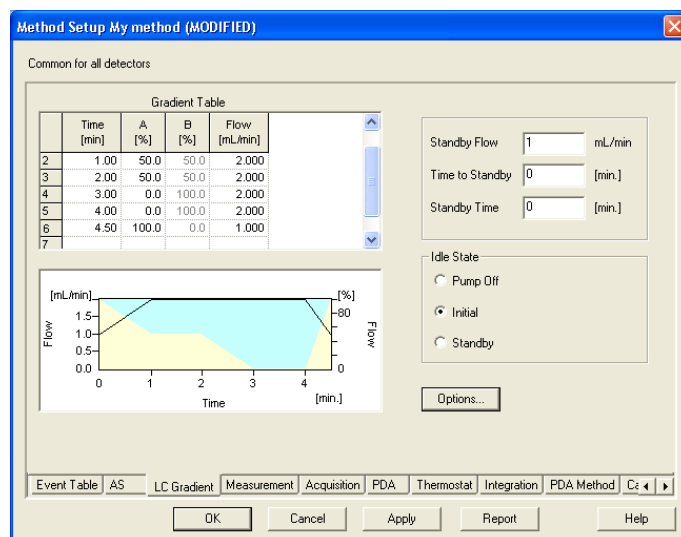 Method Setup My method (MODIFIED)
Common for all detectors
Gradient Table
Time [min] A [%] B [%] Flow [mL/min]
2 1.00 50.0 50.0 2.000
3 2.00 50.0 50.0 2.000
4 3.00 0.0 100.0 2.000
5 4.00 0.0 100.0 2.000
6 4.50 100.0 0.0 1.000
7
Standby Flow 1 mL/min
Time to Standby 0 [min.]
Standby Time 0 [min.]
Idle State
Pump Off
Initial
Standby
Options...
[mL/min] [%]
1.5 80
1.0
0.5
0.0 0
Flow Flow
0 1 2 3 4 [min.]
Time
Event Table AS LC Gradient Measurement Acquisition PDA Thermostat Integration PDA Method
OK Cancel Apply Report Help